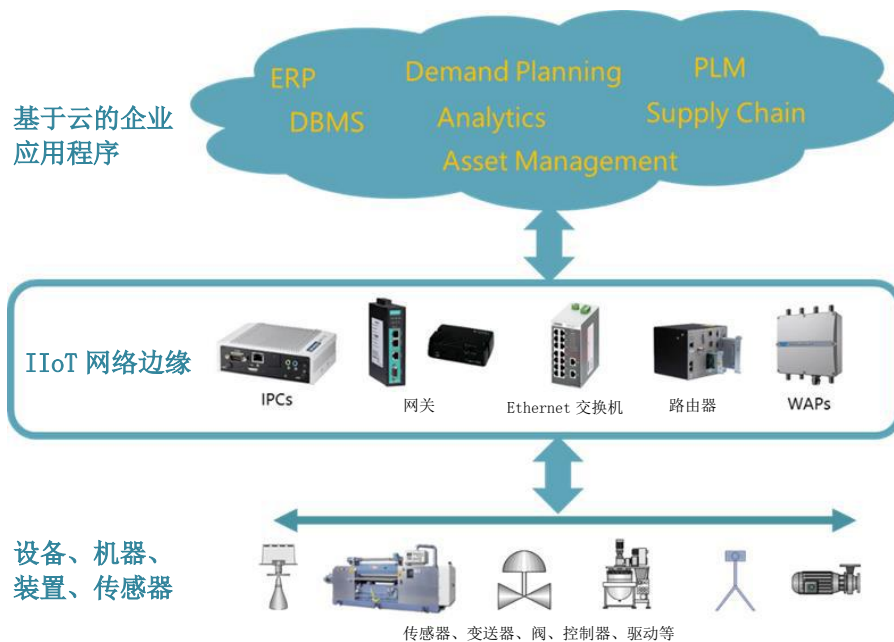 ERP
Demand Planning
PLM
DBMS
Analytics
Supply Chain
Asset Management
基于云的企业
应用程序
IIoT 网络边缘
IPCs
网关
Ethernet 交换机
路由器
WAPs
设备、机器、
装置、传感器
传感器、变送器、阀、控制器、驱动等